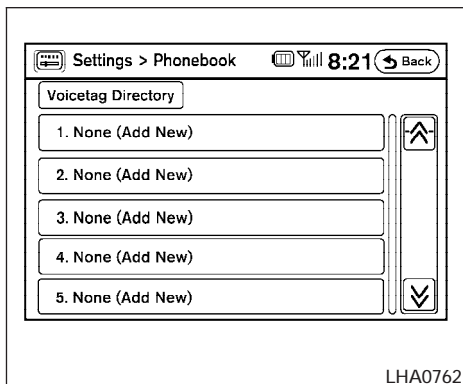 Settings > Phonebook 8:21 Back
Voicetag Directory
1. None (Add New)
2. None (Add New)
3. None (Add New)
4. None (Add New)
5. None (Add New)
LHA0762